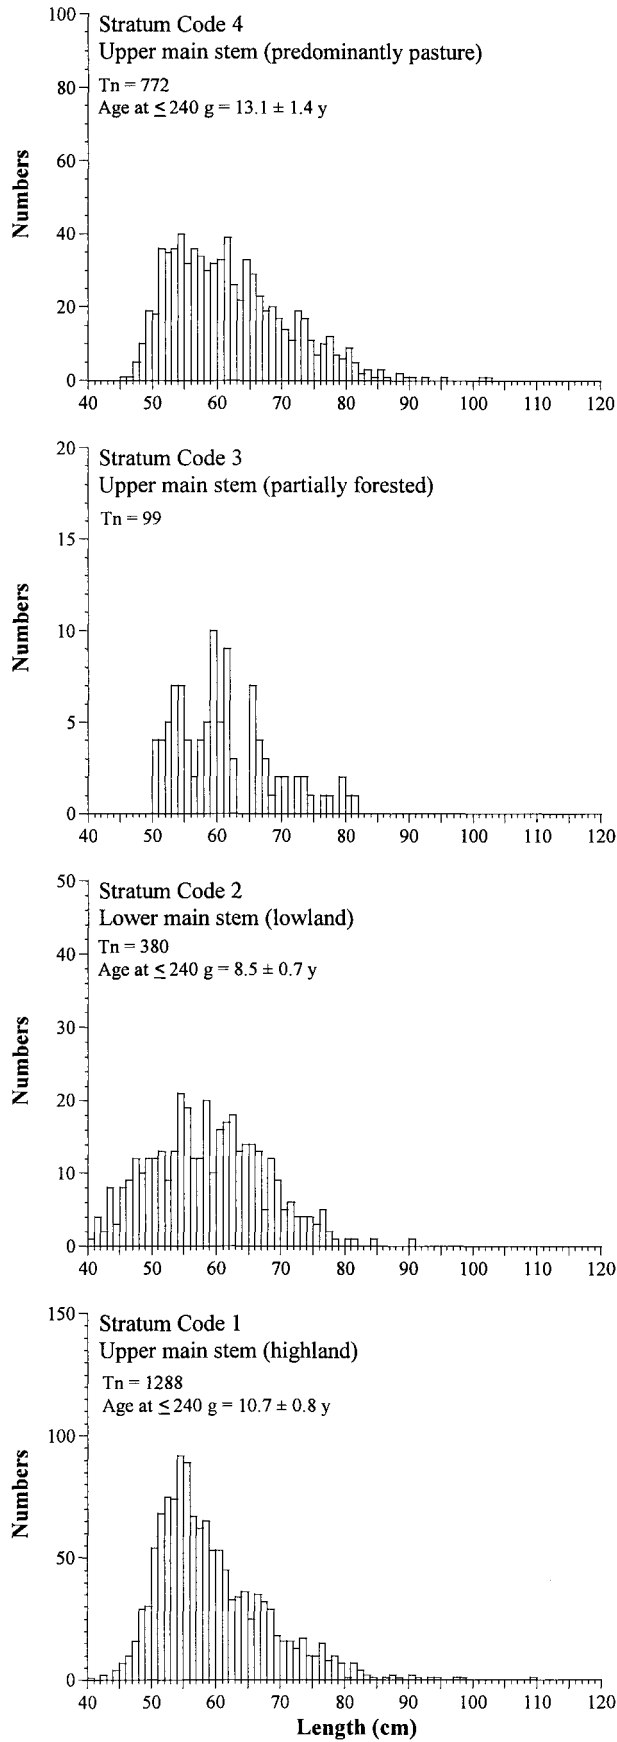 Stratum Code 4
Upper main stem (predominantly pasture)
Tn = 772
Age at ≤ 240 g = 13.1 ± 1.4 y
Numbers
100
80
60
40
20
0
40 50 60 70 80 90 100 110 120
Stratum Code 3
Upper main stem (partially forested)
Tn = 99
Numbers
20
15
10
5
0
40 50 60 70 80 90 100 110 120
Stratum Code 2
Lower main stem (lowland)
Tn = 380
Age at ≤ 240 g = 8.5 ± 0.7 y
Numbers
50
40
30
20
10
0
40 50 60 70 80 90 100 110 120
Stratum Code 1
Upper main stem (highland)
Tn = 1288
Age at ≤ 240 g = 10.7 ± 0.8 y
Numbers
150
100
50
0
40 50 60 70 80 90 100 110 120
Length (cm)